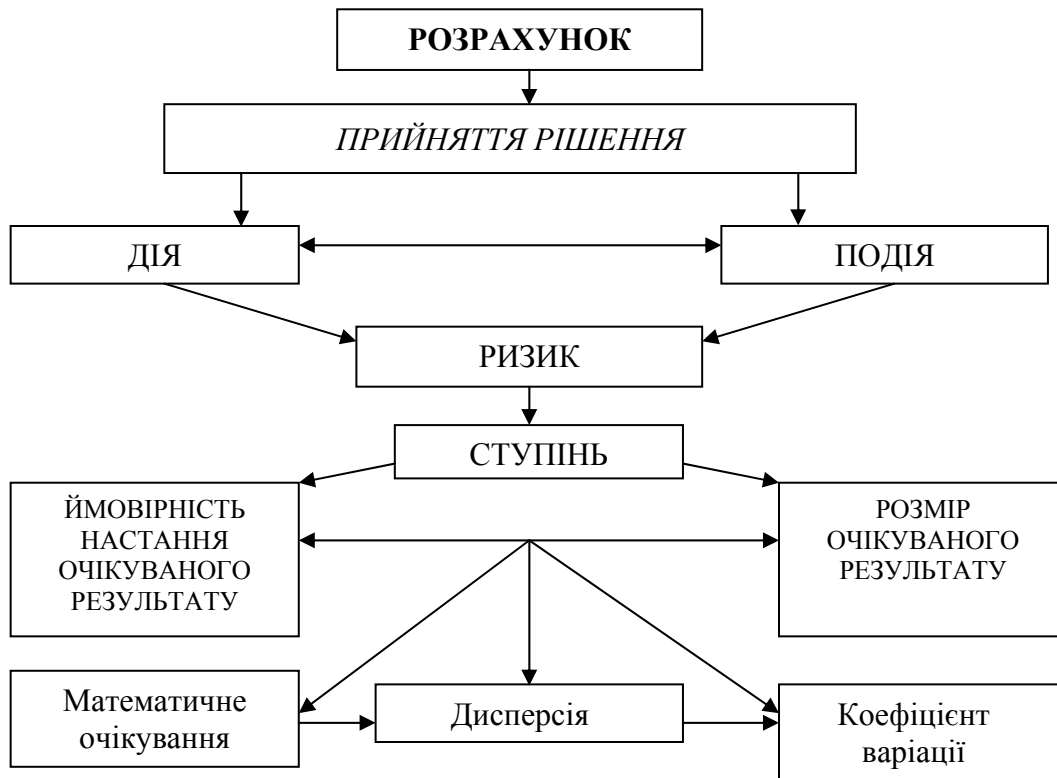 РОЗРАХУНОК
ПРИЙНЯТТЯ РІШЕННЯ
ДІЯ
ПОДІЯ
РИЗИК
СТУПІНЬ
ЙМОВІРНІСТЬ
НАСТАННЯ
ОЧІКУВАНОГО
РЕЗУЛЬТАТУ
РОЗМІР
ОЧІКУВАНОГО
РЕЗУЛЬТАТУ
Математичне
очікування
Дисперсія
Коефіцієнт
варіації